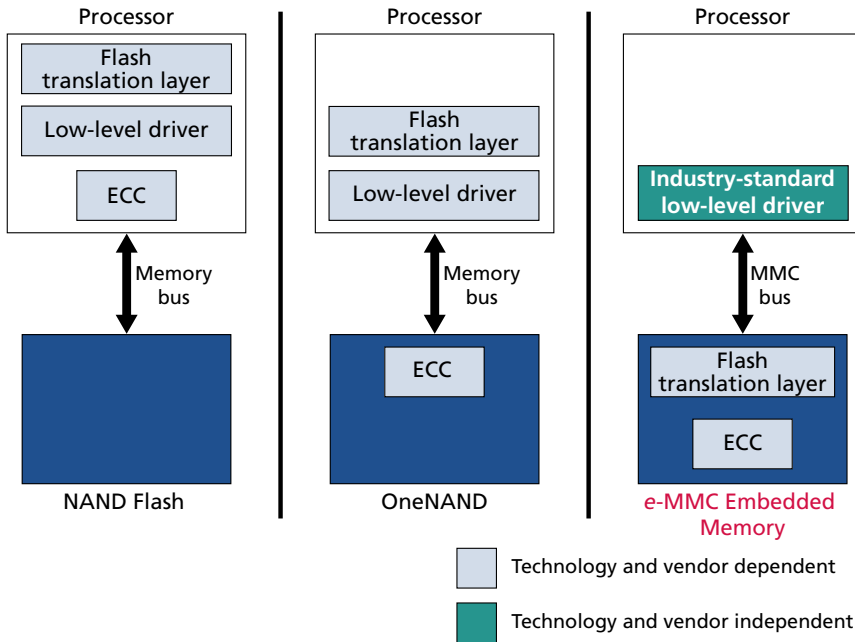 Processor
Flash
translation layer
Low-level driver
ECC
Memory
bus
NAND Flash
Processor
Flash
translation layer
Low-level driver
Memory
bus
ECC
OneNAND
Processor
Industry-standard
low-level driver
MMC
bus
Flash
translation layer
ECC
e-MMC Embedded
Memory
Technology and vendor dependent
Technology and vendor independent